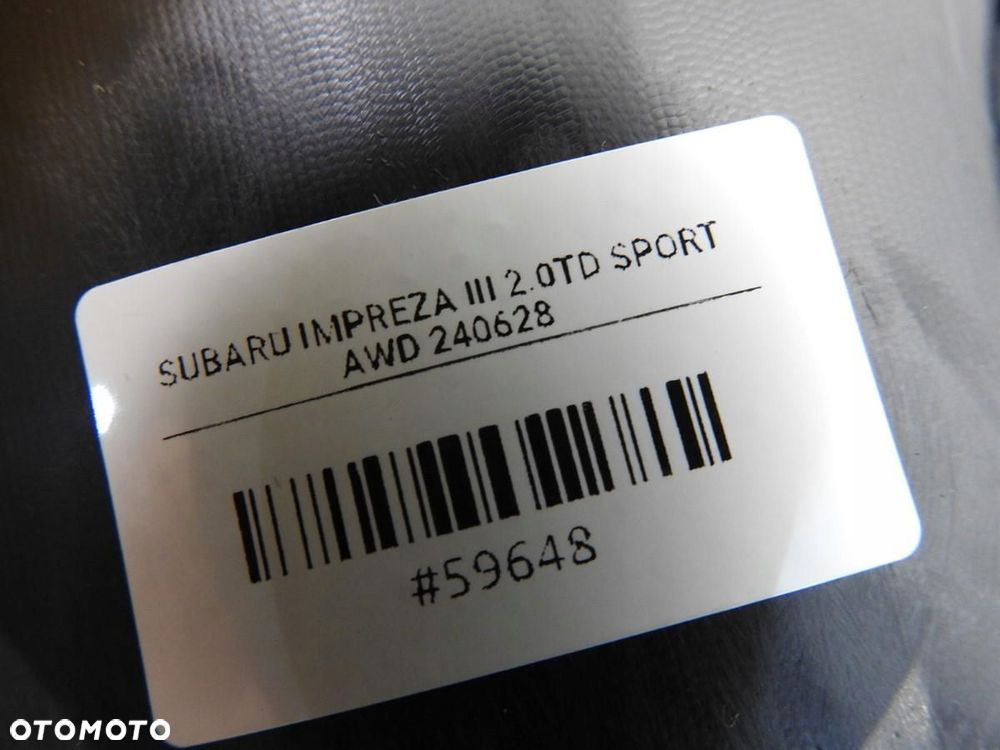 SUBARU IMPREZA III 2.0TD SPORT
AWD 240628
#59648
OTOMOTO